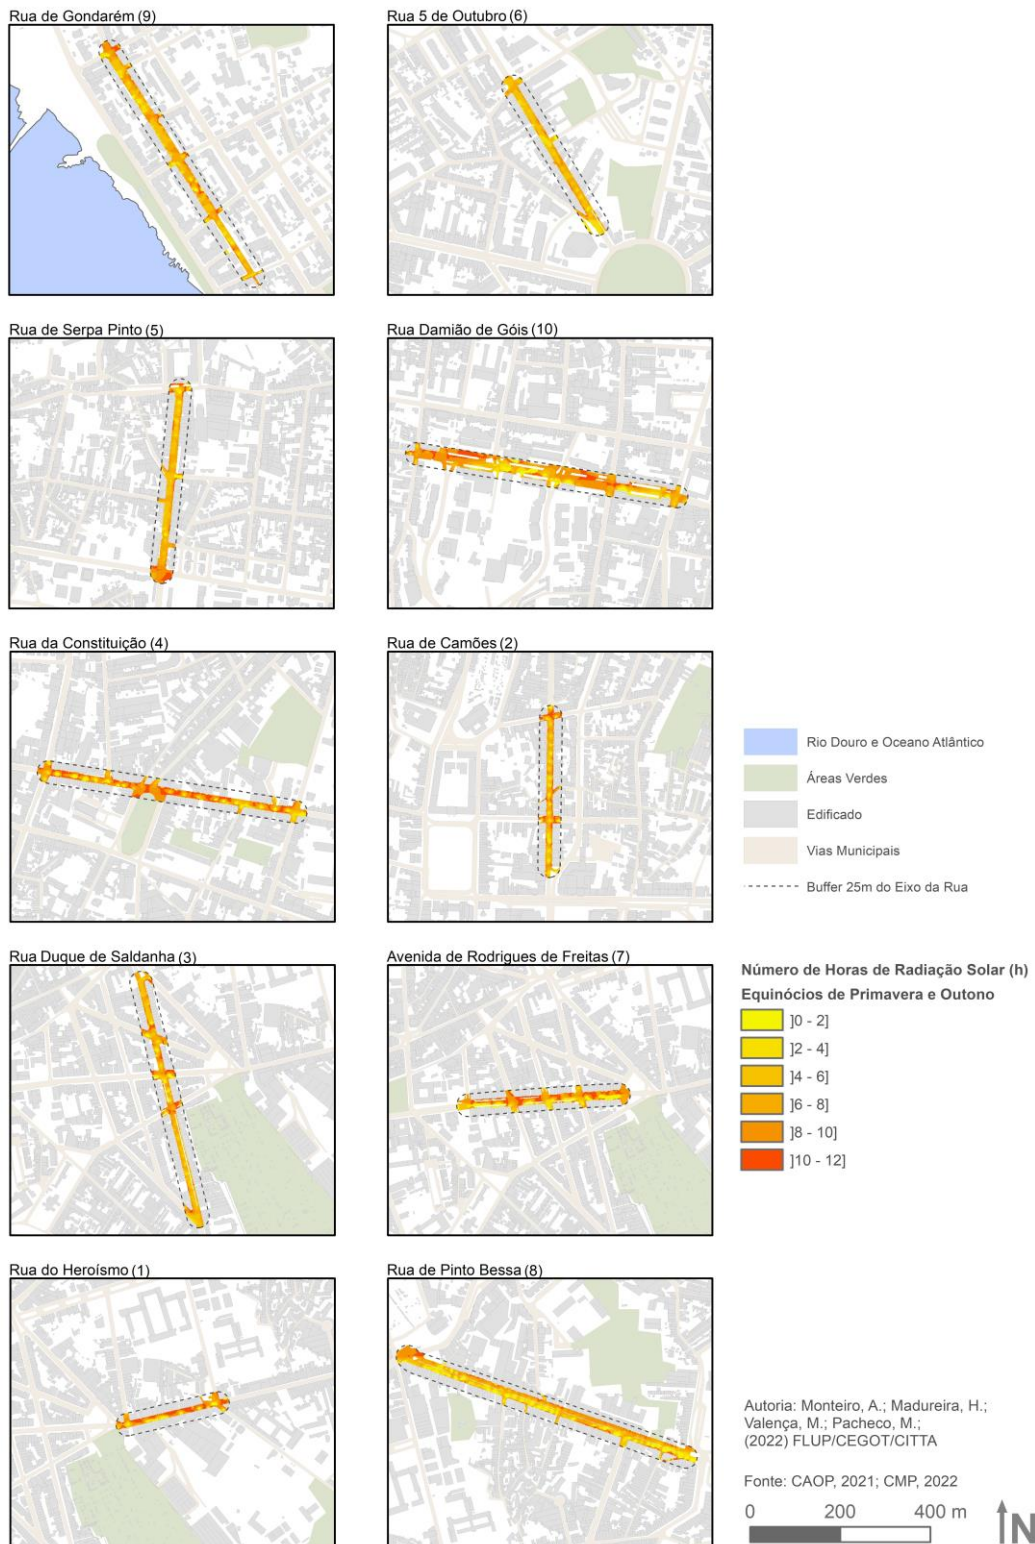 Rua de Gondarém (9)
Rua 5 de Outubro (6)
Rua de Serpa Pinto (5)
Rua Damião de Góis (10)
Rua da Constituição (4)
Rua de Camões (2)
Rio Douro e Oceano Atlântico
Áreas Verdes
Edificado
Vias Municipais
Buffer 25m do Eixo da Rua
Rua Duque de Saldanha (3)
Avenida de Rodrigues de Freitas (7)
Número de Horas de Radiação Solar (h)
Equinócios de Primavera e Outono
]0 - 2]
]2 - 4]
]4 - 6]
]6 - 8]
]8 - 10]
]10 - 12]
Rua do Heroísmo (1)
Rua de Pinto Bessa (8)
Autoria: Monteiro, A.; Madureira, H.;
Valença, M.; Pacheco, M.;
(2022) FLUP/CEGOT/CITTA
Fonte: CAOP, 2021; CMP, 2022
0 200 400 m
N